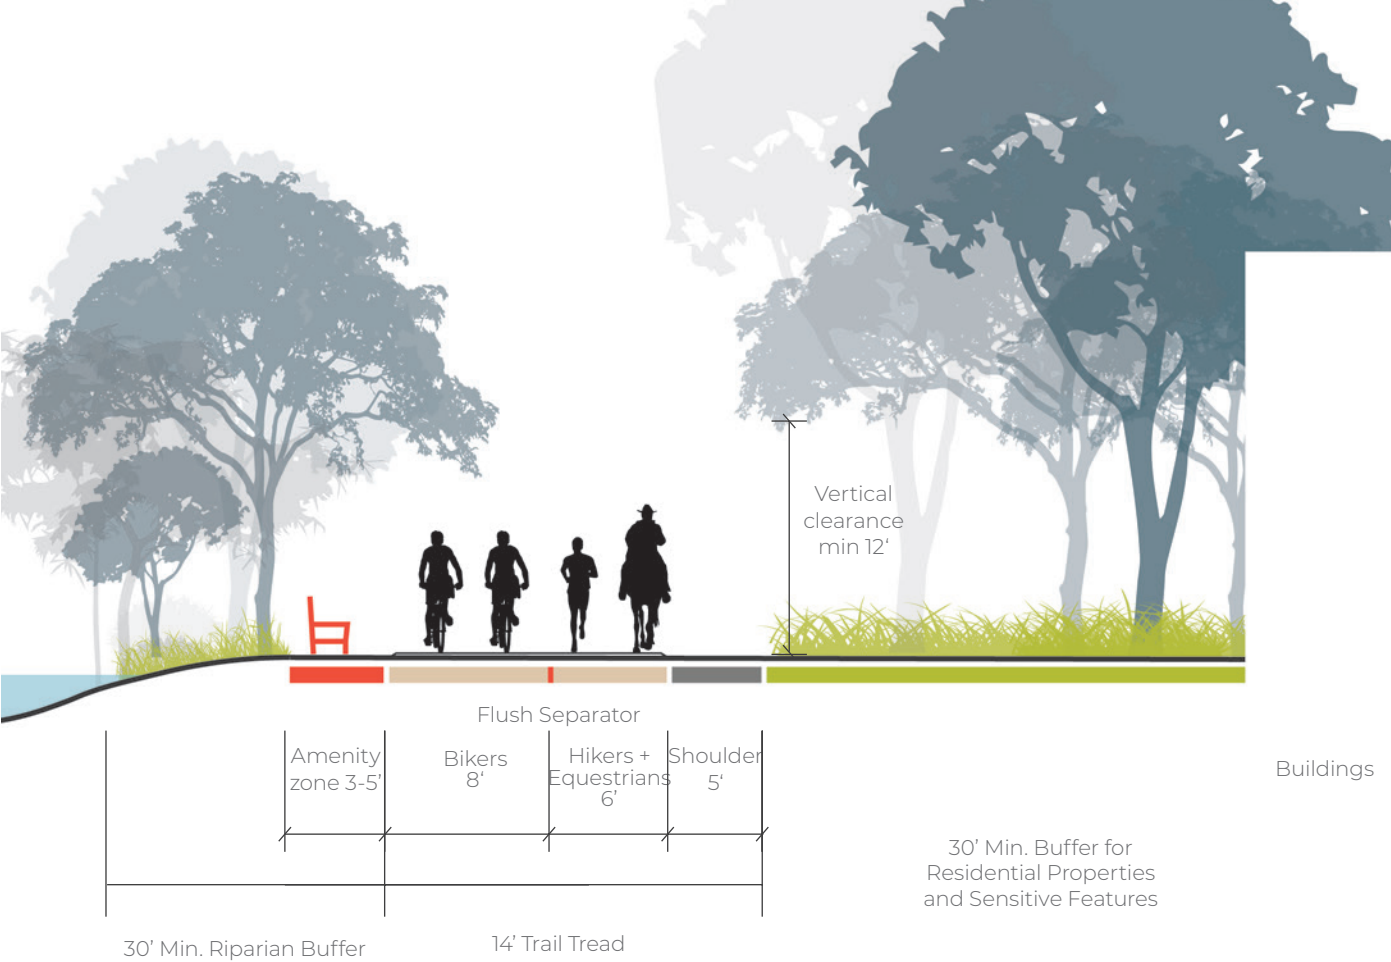 Vertical
clearance
min 12‘
Flush Separator
Amenity
zone 3-5’
Bikers
8‘
Hikers +
Equestrians
6’
Shoulder
5‘
Buildings
30’ Min. Buffer for
Residential Properties
and Sensitive Features
30’ Min. Riparian Buffer
14’ Trail Tread